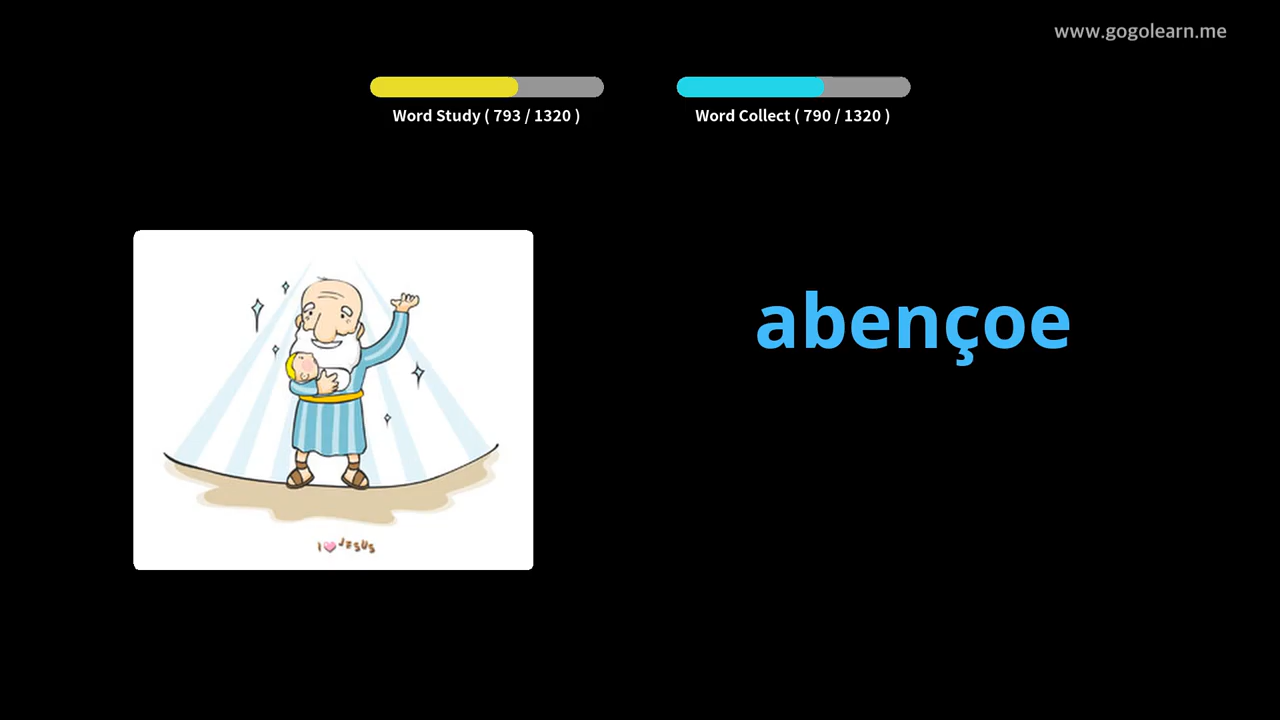 www.gogolearn.me
Word Study ( 793 / 1320 )
Word Collect ( 790 / 1320 )
abençoe
I ♥ JESUS